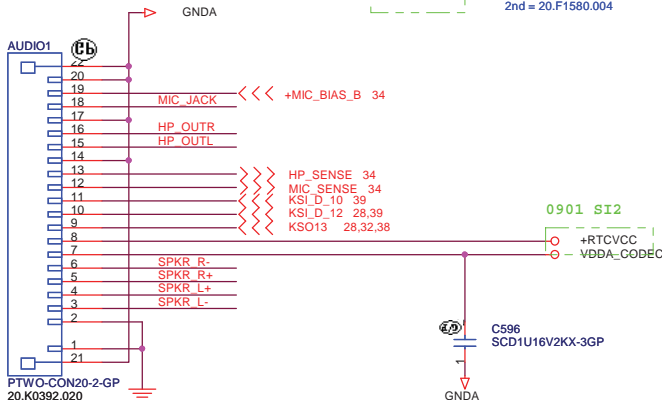 GNDA
2nd = 20.F1580.004
AUDIO1
22
20
19
+MIC_BIAS_B 34
18
MIC_JACK
17
16
HP_OUTR
15
HP_OUTL
14
13
HP_SENSE 34
12
MIC_SENSE 34
11
KSI_D_10 39
10
KSI_D_12 28,39
9
KSO13 28,32,38
0901 SI2
8
+RTCVCC
7
VDDA_CODEC
6
SPKR_R-
5
SPKR_R+
4
SPKR_L+
3
SPKR_L-
2
1
21
C596
SCD1U16V2KX-3GP
1
GNDA
PTWO-CON20-2-GP
20.K0392.020